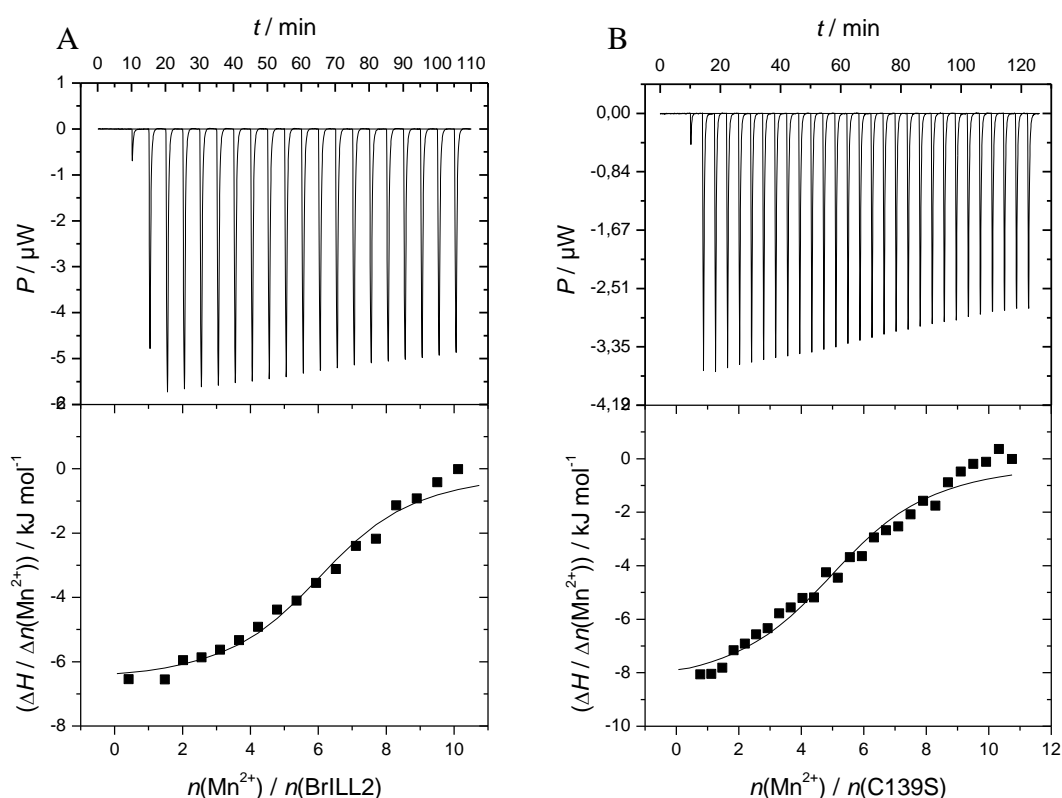 A
t / min
0 10 20 30 40 50 60 70 80 90 100 110
1
0
-1
-2
-3
-4
-5
P / µW
2
0
-2
-4
-6
-8
(ΔH / Δn(Mn²⁺)) / kJ mol⁻¹
0 2 4 6 8 10
n(Mn²⁺) / n(BrILL2)
B
t / min
0 20 40 60 80 100 120
0,00
-0,84
-1,67
-2,51
-3,35
-4,19
P / µW
0
-2
-4
-6
-8
-10
(ΔH / Δn(Mn²⁺)) / kJ mol⁻¹
0 2 4 6 8 10 12
n(Mn²⁺) / n(C139S)